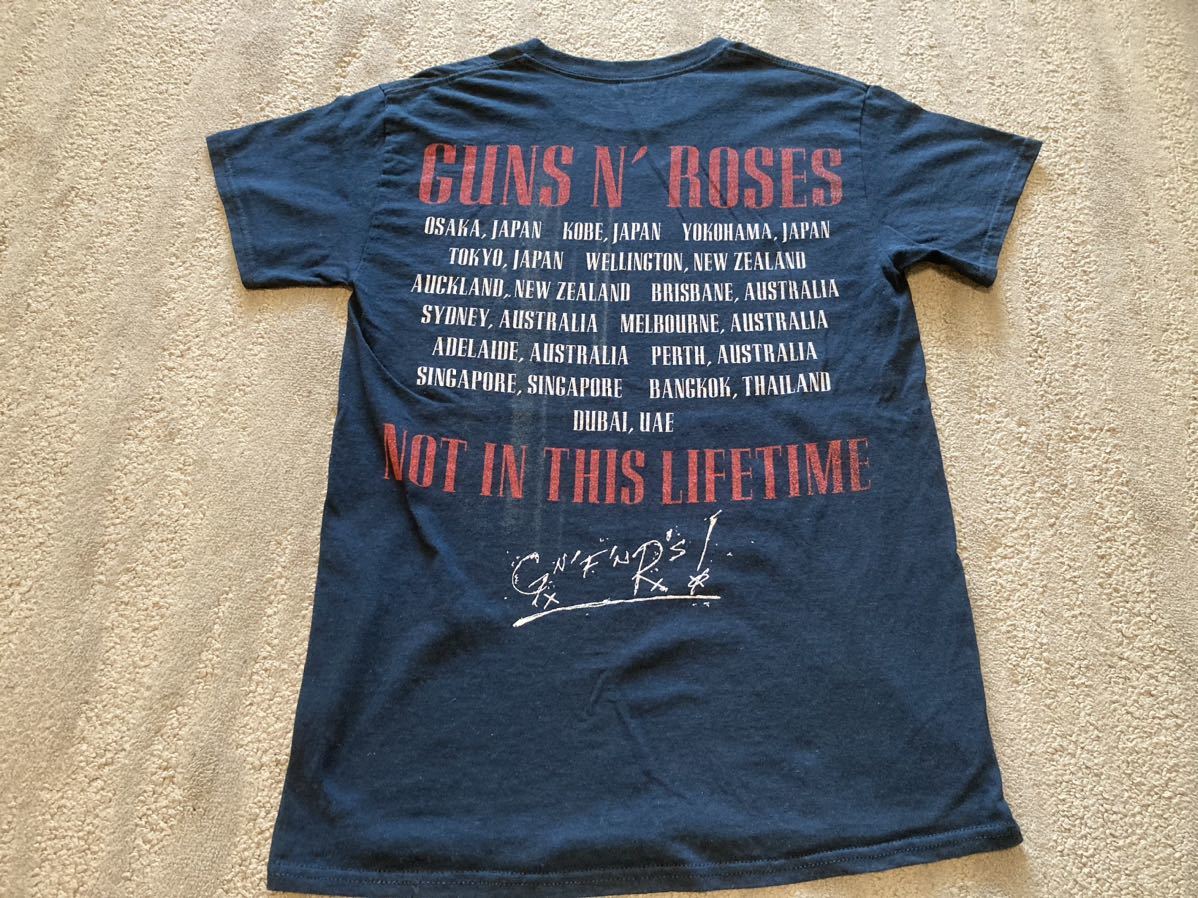 GUNS N' ROSES
OSAKA, JAPAN KOBE, JAPAN YOKOHAMA, JAPAN
TOKYO, JAPAN WELLINGTON, NEW ZEALAND
AUCKLAND, NEW ZEALAND BRISBANE, AUSTRALIA
SYDNEY, AUSTRALIA MELBOURNE, AUSTRALIA
ADELAIDE, AUSTRALIA PERTH, AUSTRALIA
SINGAPORE, SINGAPORE BANGKOK, THAILAND
DUBAI, UAE
NOT IN THIS LIFETIME
G N' F' N R's!